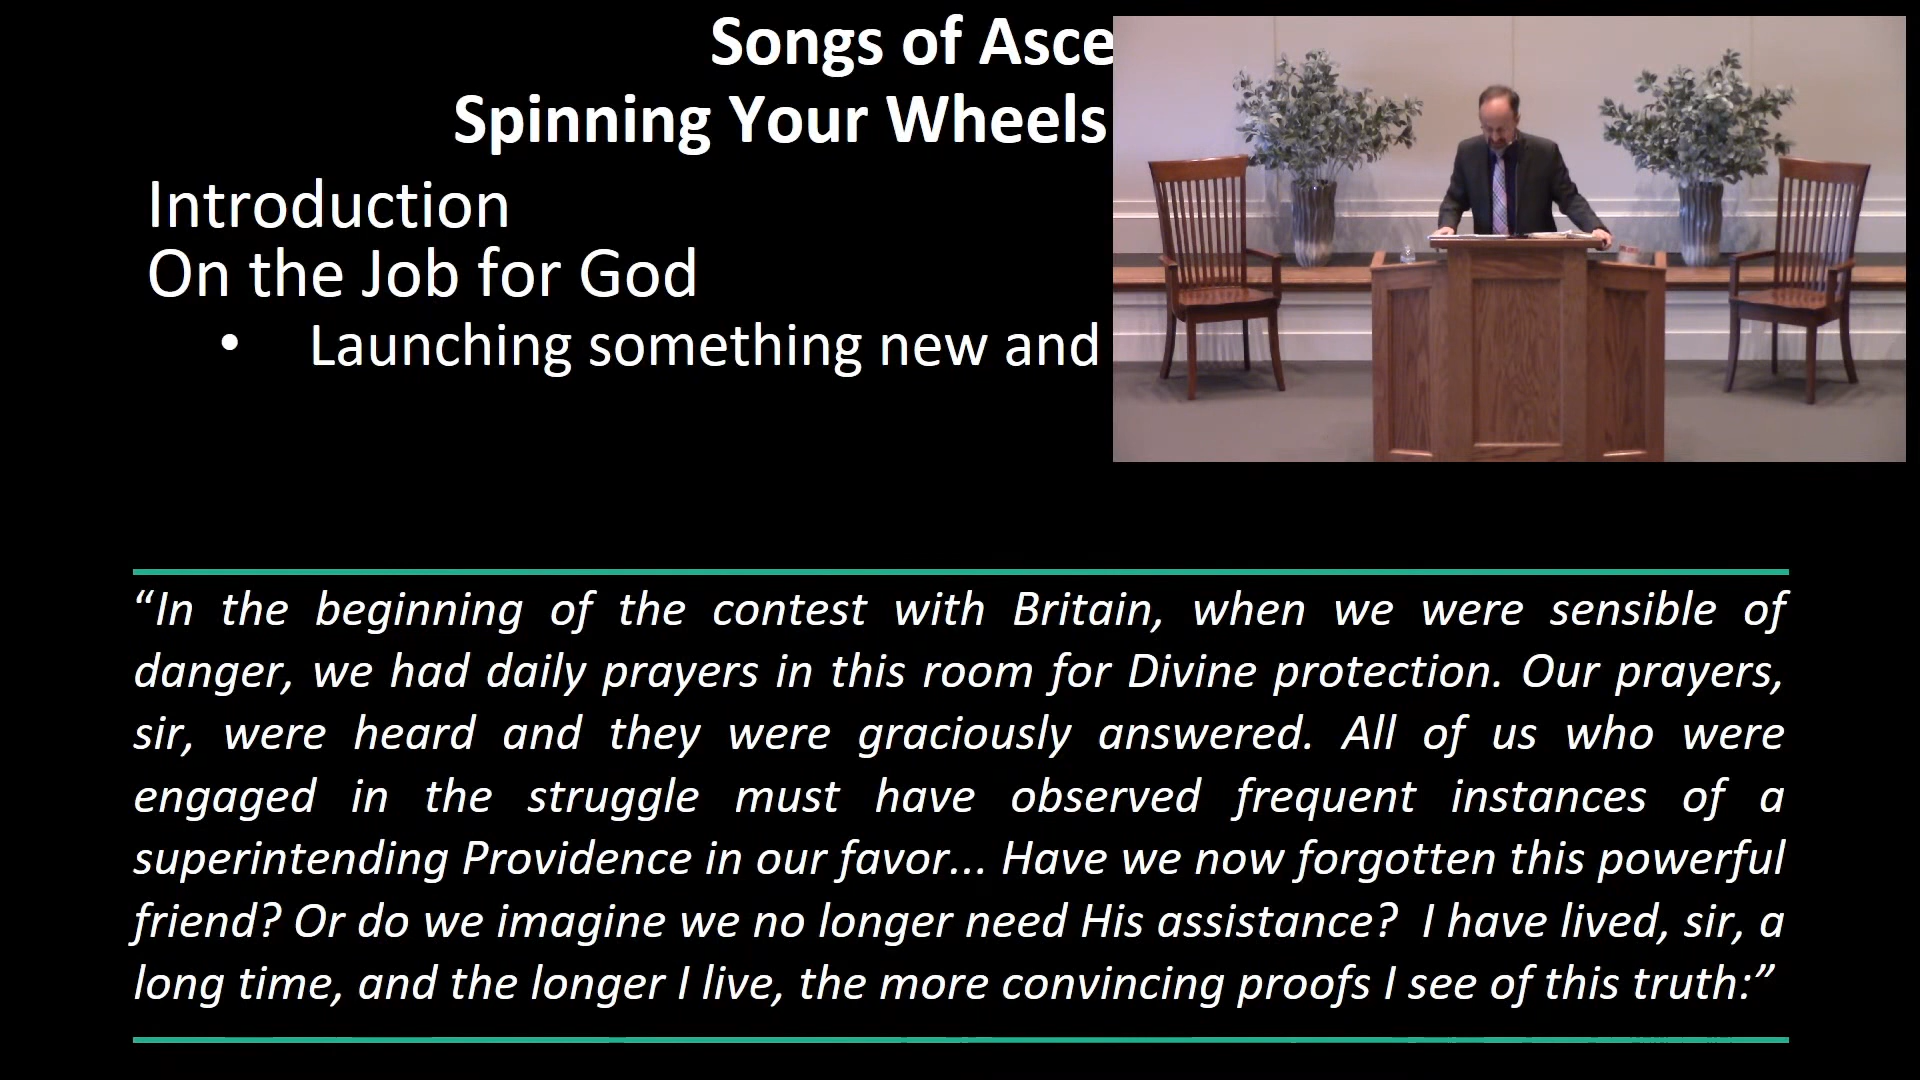 Songs of Asce
Spinning Your Wheels
Introduction
On the Job for God
• Launching something new and
“In the beginning of the contest with Britain, when we were sensible of
danger, we had daily prayers in this room for Divine protection. Our prayers,
sir, were heard and they were graciously answered. All of us who were
engaged in the struggle must have observed frequent instances of a
superintending Providence in our favor... Have we now forgotten this powerful
friend? Or do we imagine we no longer need His assistance? I have lived, sir, a
long time, and the longer I live, the more convincing proofs I see of this truth:”